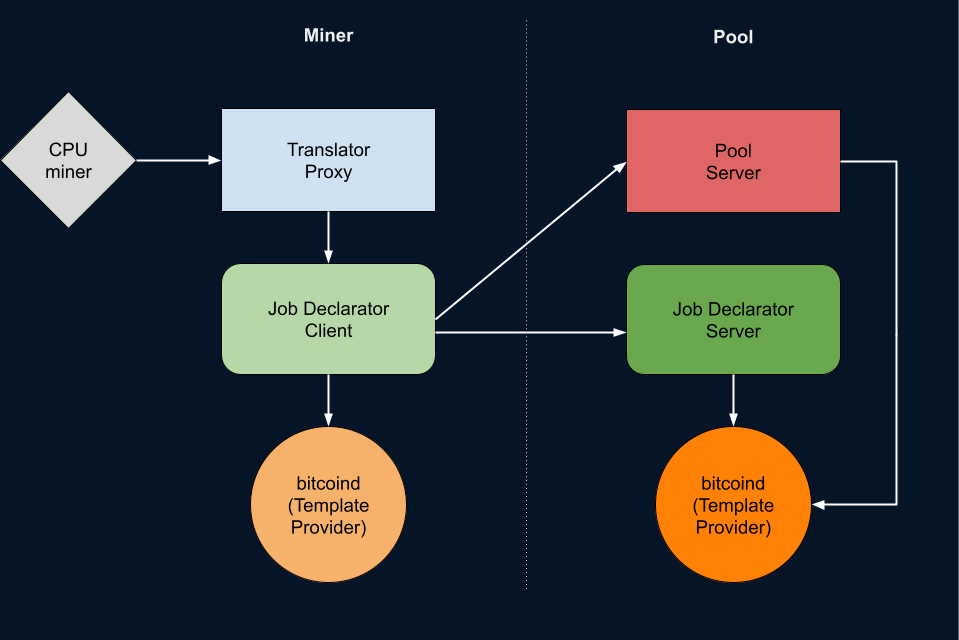 Miner
Pool
CPU
miner
Translator
Proxy
Pool
Server
Job Declarator
Client
Job Declarator
Server
bitcoind
(Template
Provider)
bitcoind
(Template
Provider)